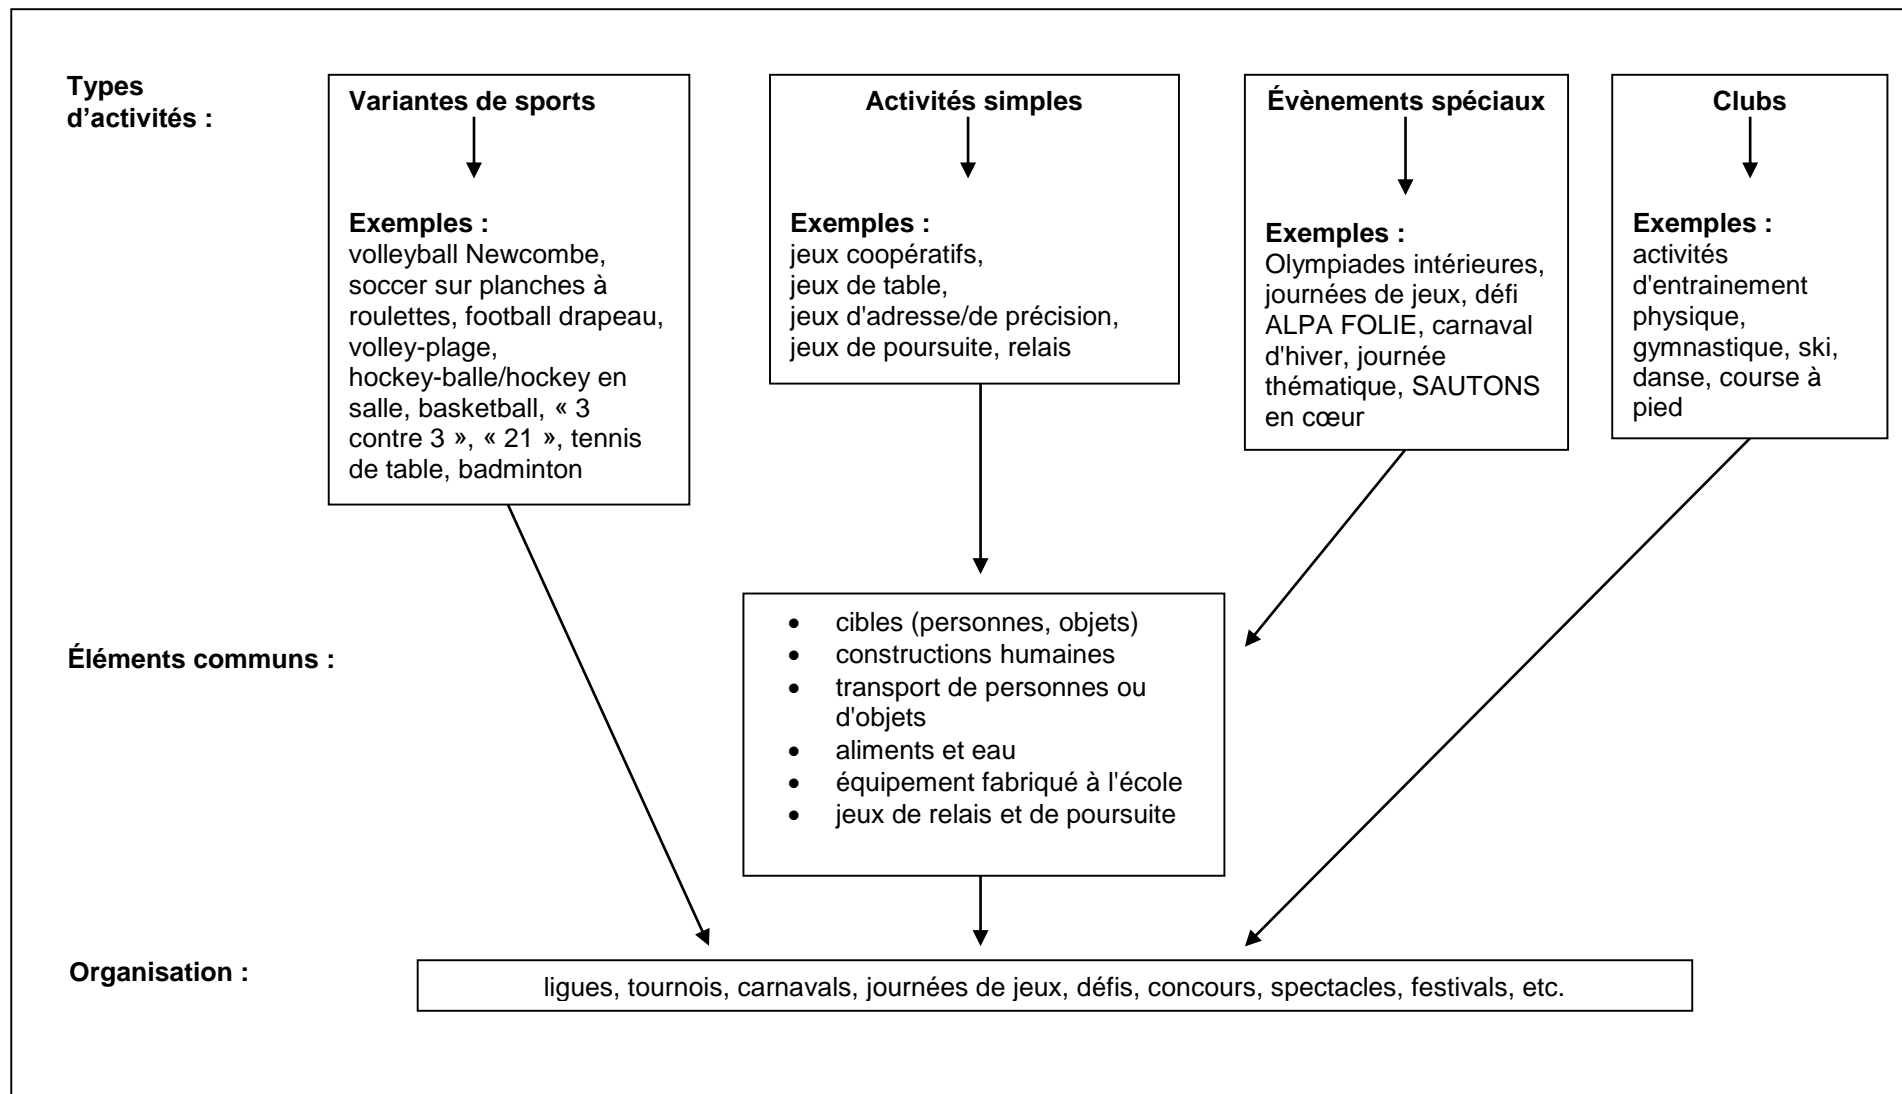 Types
d’activités :
Variantes de sports
Exemples :
volleyball Newcombe,
soccer sur planches à
roulettes, football drapeau,
volley-plage,
hockey-balle/hockey en
salle, basketball, « 3
contre 3 », « 21 », tennis
de table, badminton
Activités simples
Exemples :
jeux coopératifs,
jeux de table,
jeux d'adresse/de précision,
jeux de poursuite, relais
Évènements spéciaux
Exemples :
Olympiades intérieures,
journées de jeux, défi
ALPA FOLIE, carnaval
d'hiver, journée
thématique, SAUTONS
en cœur
Clubs
Exemples :
activités
d'entrainement
physique,
gymnastique, ski,
danse, course à
pied
Éléments communs :
• cibles (personnes, objets)
• constructions humaines
• transport de personnes ou
d'objets
• aliments et eau
• équipement fabriqué à l'école
• jeux de relais et de poursuite
Organisation :
ligues, tournois, carnavals, journées de jeux, défis, concours, spectacles, festivals, etc.